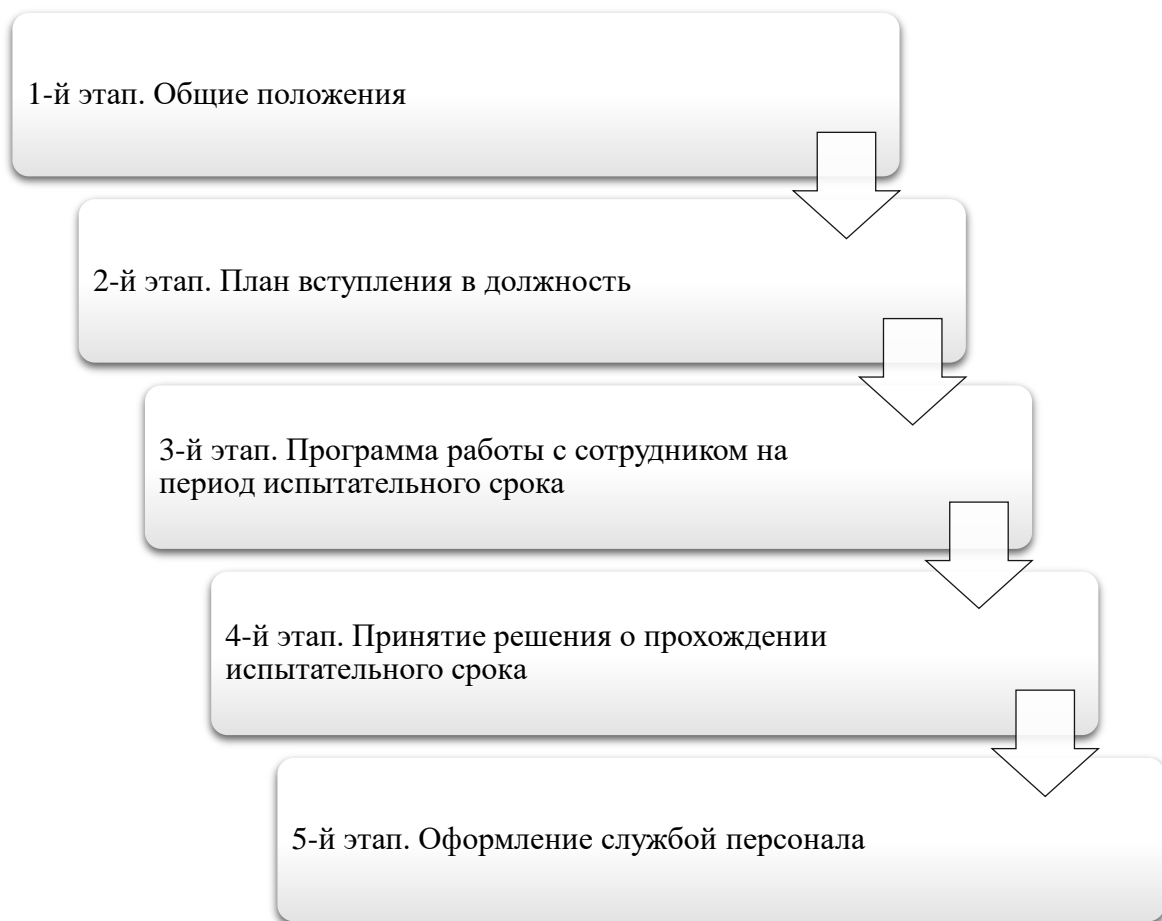 1-й этап. Общие положения
2-й этап. План вступления в должность
3-й этап. Программа работы с сотрудником на
период испытательного срока
4-й этап. Принятие решения о прохождении
испытательного срока
5-й этап. Оформление службой персонала